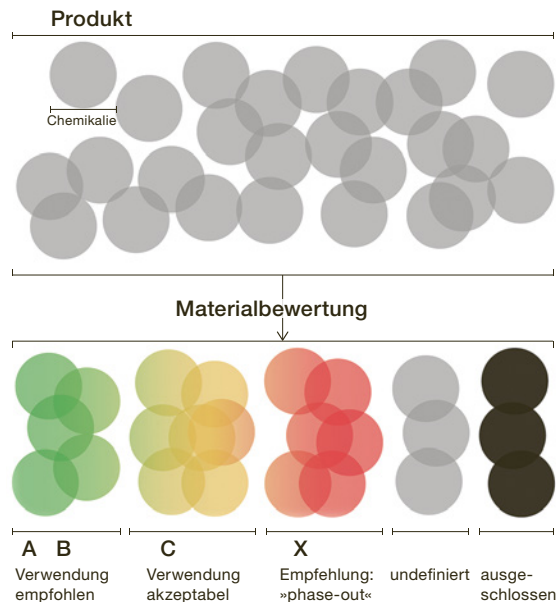 Produkt
Chemikalie
Materialbewertung
A B
Verwendung
empfohlen
C
Verwendung
akzeptabel
X
Empfehlung:
»phase-out«
undefiniert
ausge-
schlossen